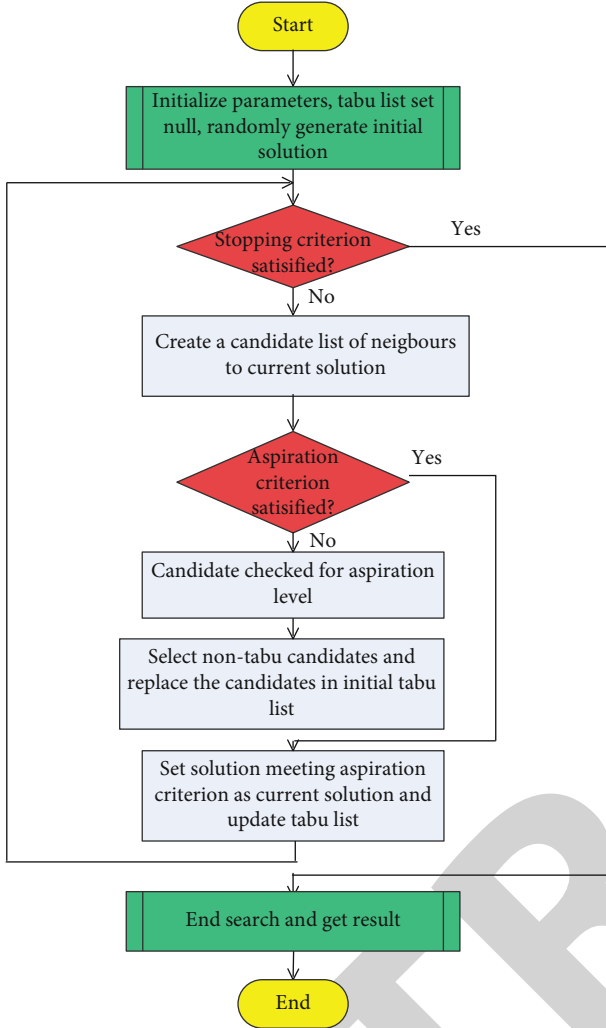 Start
Initialize parameters, tabu list set
null, randomly generate initial
solution
Stopping criterion
satisified?
Yes
No
Create a candidate list of neigbours
to current solution
Aspiration
criterion
satisified?
Yes
No
Candidate checked for aspiration
level
Select non-tabu candidates and
replace the candidates in initial tabu
list
Set solution meeting aspiration
criterion as current solution and
update tabu list
End search and get result
End
TR